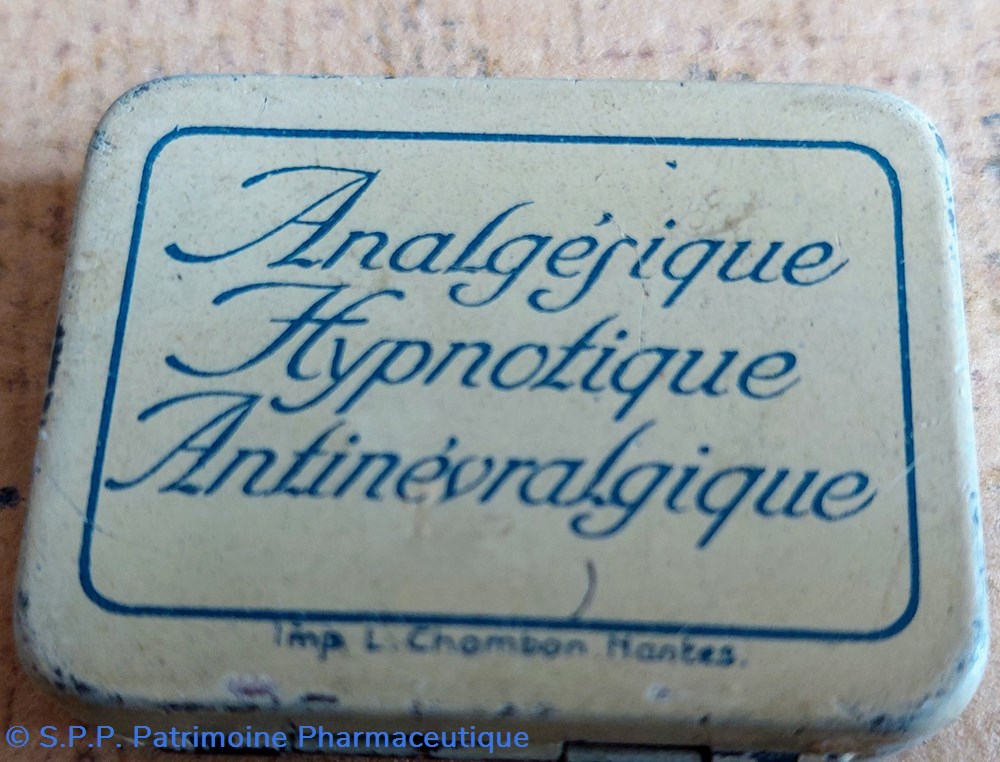 Analgésique
Hypnotique
Antinévralgique
Imp. L. Chambon Nantes.
© S.P.P. Patrimoine Pharmaceutique